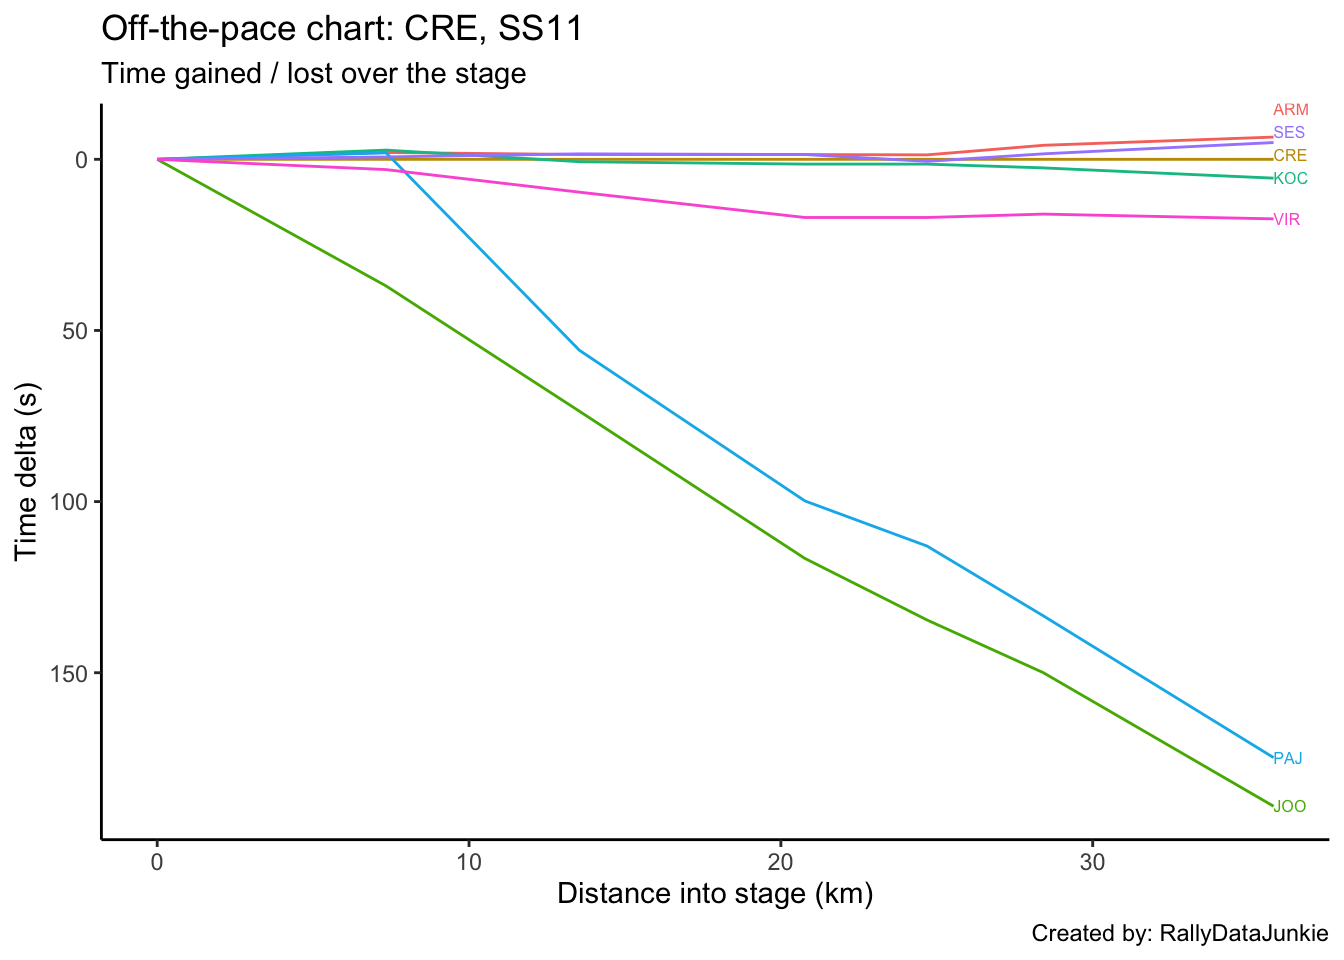 Off-the-pace chart: CRE, SS11
Time gained / lost over the stage
ARM
SES
CRE
KOC
VIR
PAJ
JOO
0
50
100
150
Time delta (s)
0 10 20 30
Distance into stage (km)
Created by: RallyDataJunkie